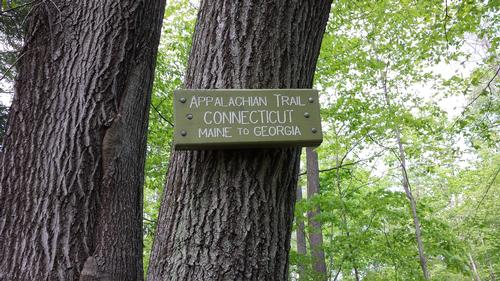 APPALACHIAN TRAIL
CONNECTICUT
MAINE TO GEORGIA